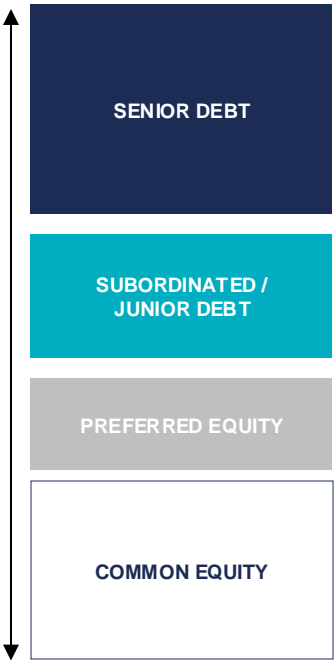 SENIOR DEBT
SUBORDINATED /
JUNIOR DEBT
PREFERRED EQUITY
COMMON EQUITY